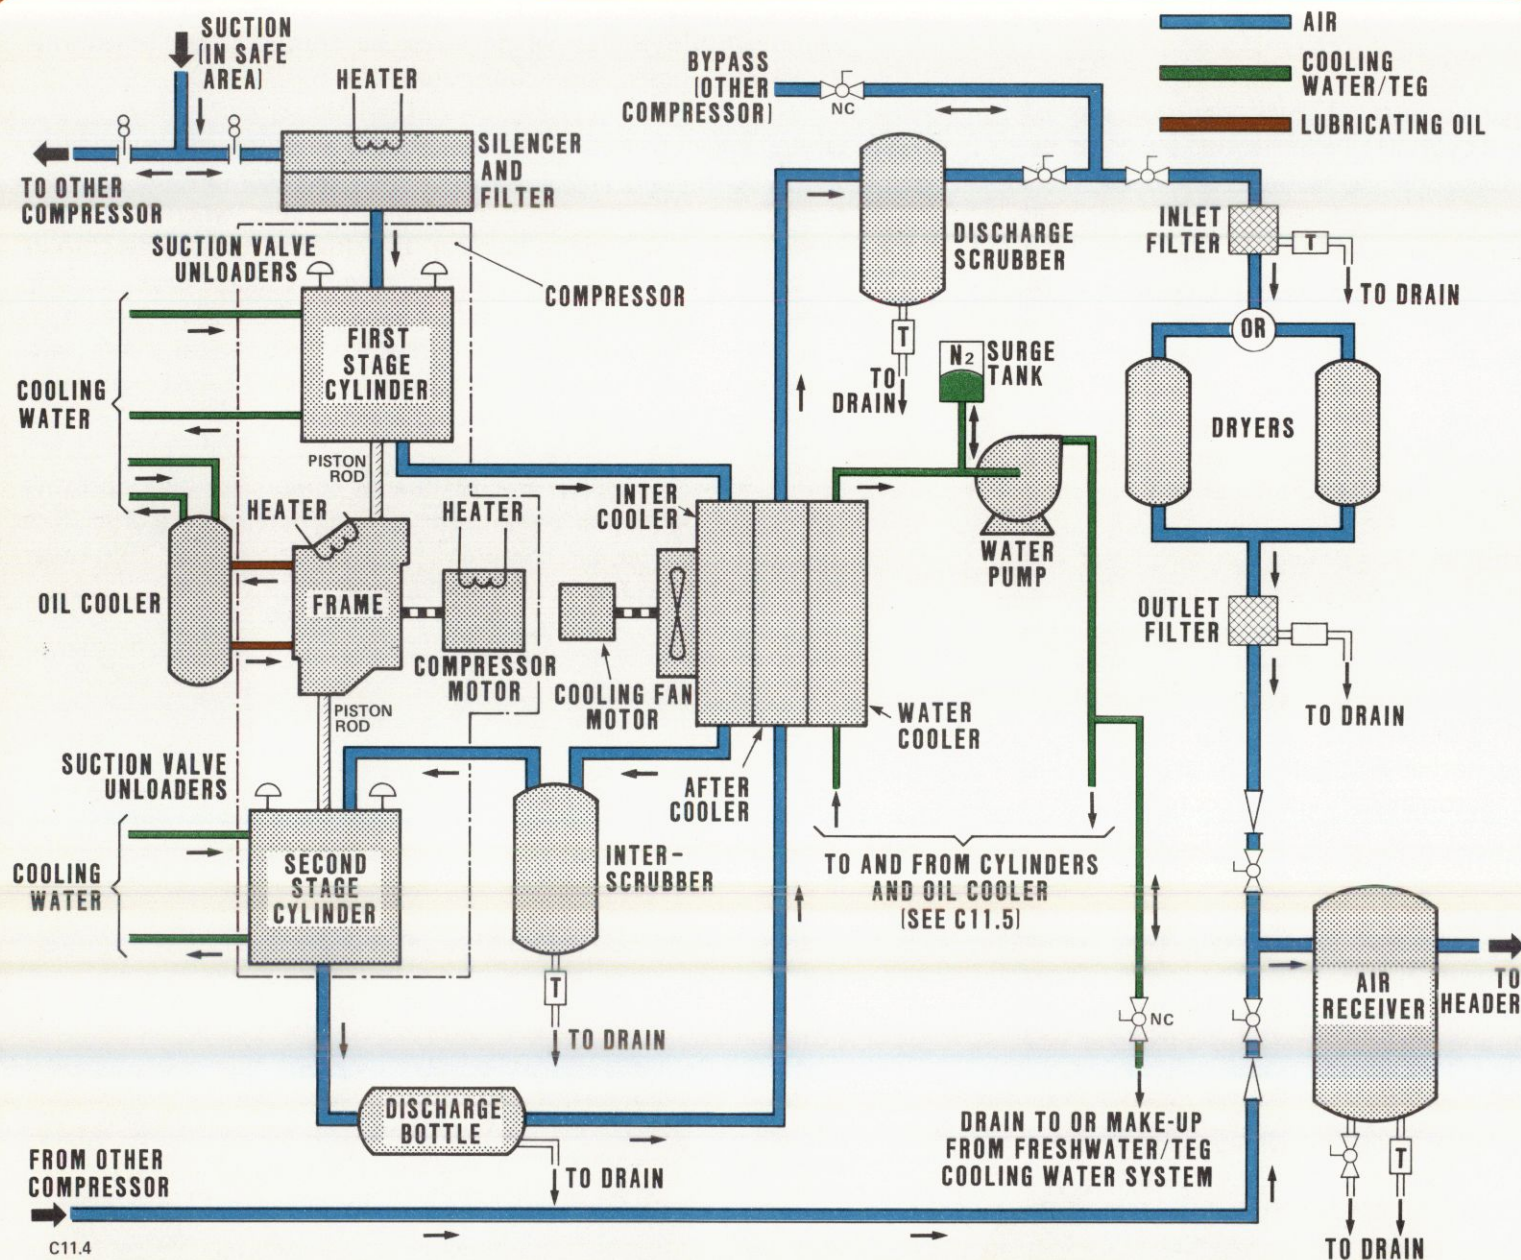 SUCTION
(IN SAFE
AREA)
HEATER
SILENCER
AND
FILTER
TO OTHER
COMPRESSOR
SUCTION VALVE
UNLOADERS
COMPRESSOR
BYPASS
(OTHER
COMPRESSOR)
NC
AIR
COOLING
WATER/TEG
LUBRICATING OIL
DISCHARGE
SCRUBBER
T
TO
DRAIN
INLET
FILTER
T
TO DRAIN
OR
DRYERS
FIRST
STAGE
CYLINDER
COOLING
WATER
PISTON
ROD
HEATER
HEATER
OIL COOLER
FRAME
COMPRESSOR
MOTOR
COOLING FAN
MOTOR
INTER
COOLER
N2
SURGE
TANK
WATER
PUMP
WATER
COOLER
AFTER
COOLER
OUTLET
FILTER
TO DRAIN
PISTON
ROD
SUCTION VALVE
UNLOADERS
COOLING
WATER
SECOND
STAGE
CYLINDER
INTER-
SCRUBBER
T
TO DRAIN
TO AND FROM CYLINDERS
AND OIL COOLER
(SEE C11.5)
NC
AIR
RECEIVER
TO
HEADER
T
TO DRAIN
DISCHARGE
BOTTLE
TO DRAIN
DRAIN TO OR MAKE-UP
FROM FRESHWATER/TEG
COOLING WATER SYSTEM
FROM OTHER
COMPRESSOR
C11.4